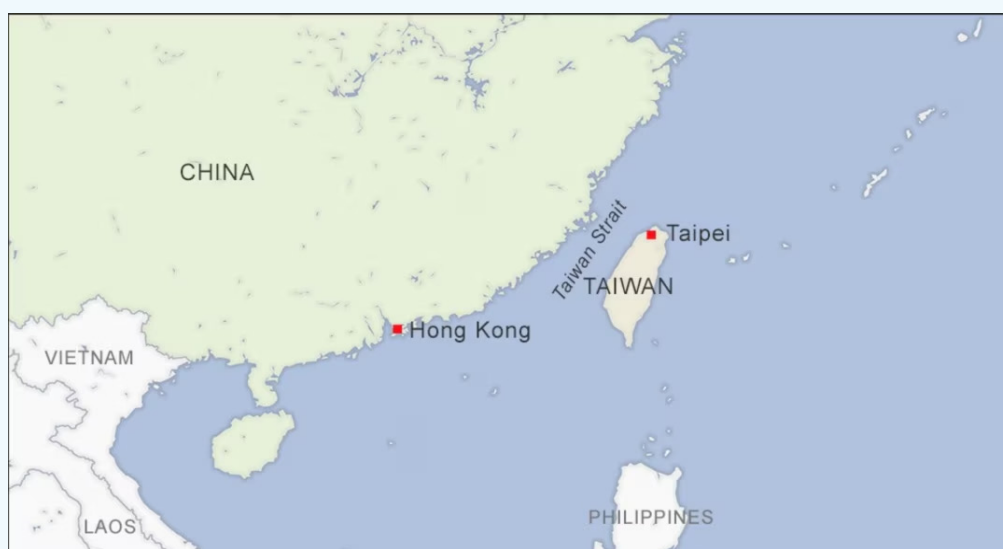 CHINA
Taiwan Strait
Taipei
TAIWAN
Hong Kong
VIETNAM
PHILIPPINES
LAOS